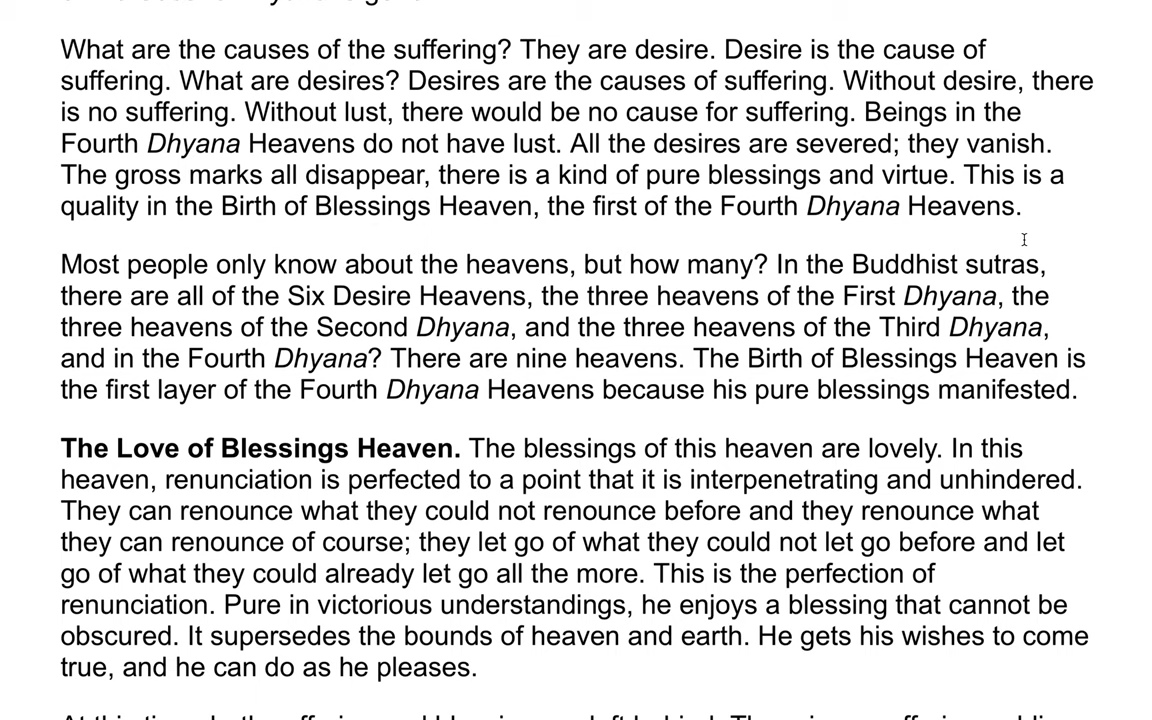 What are the causes of the suffering? They are desire. Desire is the cause of
suffering. What are desires? Desires are the causes of suffering. Without desire, there
is no suffering. Without lust, there would be no cause for suffering. Beings in the
Fourth Dhyana Heavens do not have lust. All the desires are severed; they vanish.
The gross marks all disappear, there is a kind of pure blessings and virtue. This is a
quality in the Birth of Blessings Heaven, the first of the Fourth Dhyana Heavens.
Most people only know about the heavens, but how many? In the Buddhist sutras,
there are all of the Six Desire Heavens, the three heavens of the First Dhyana, the
three heavens of the Second Dhyana, and the three heavens of the Third Dhyana,
and in the Fourth Dhyana? There are nine heavens. The Birth of Blessings Heaven is
the first layer of the Fourth Dhyana Heavens because his pure blessings manifested.
The Love of Blessings Heaven. The blessings of this heaven are lovely. In this
heaven, renunciation is perfected to a point that it is interpenetrating and unhindered.
They can renounce what they could not renounce before and they renounce what
they can renounce of course; they let go of what they could not let go before and let
go of what they could already let go all the more. This is the perfection of
renunciation. Pure in victorious understandings, he enjoys a blessing that cannot be
obscured. It supersedes the bounds of heaven and earth. He gets his wishes to come
true, and he can do as he pleases.